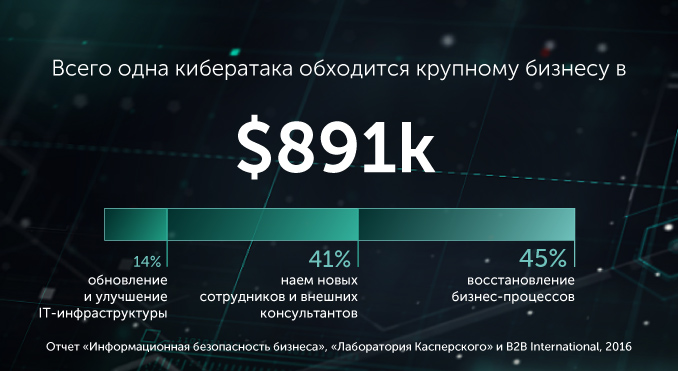 Всего одна кибератака обходится крупному бизнесу в
$891k
14%
обновление
и улучшение
IT-инфраструктуры
41%
наем новых
сотрудников и внешних
консультантов
45%
восстановление
бизнес-процессов
Отчет «Информационная безопасность бизнеса», «Лаборатория Касперского» и B2B International, 2016